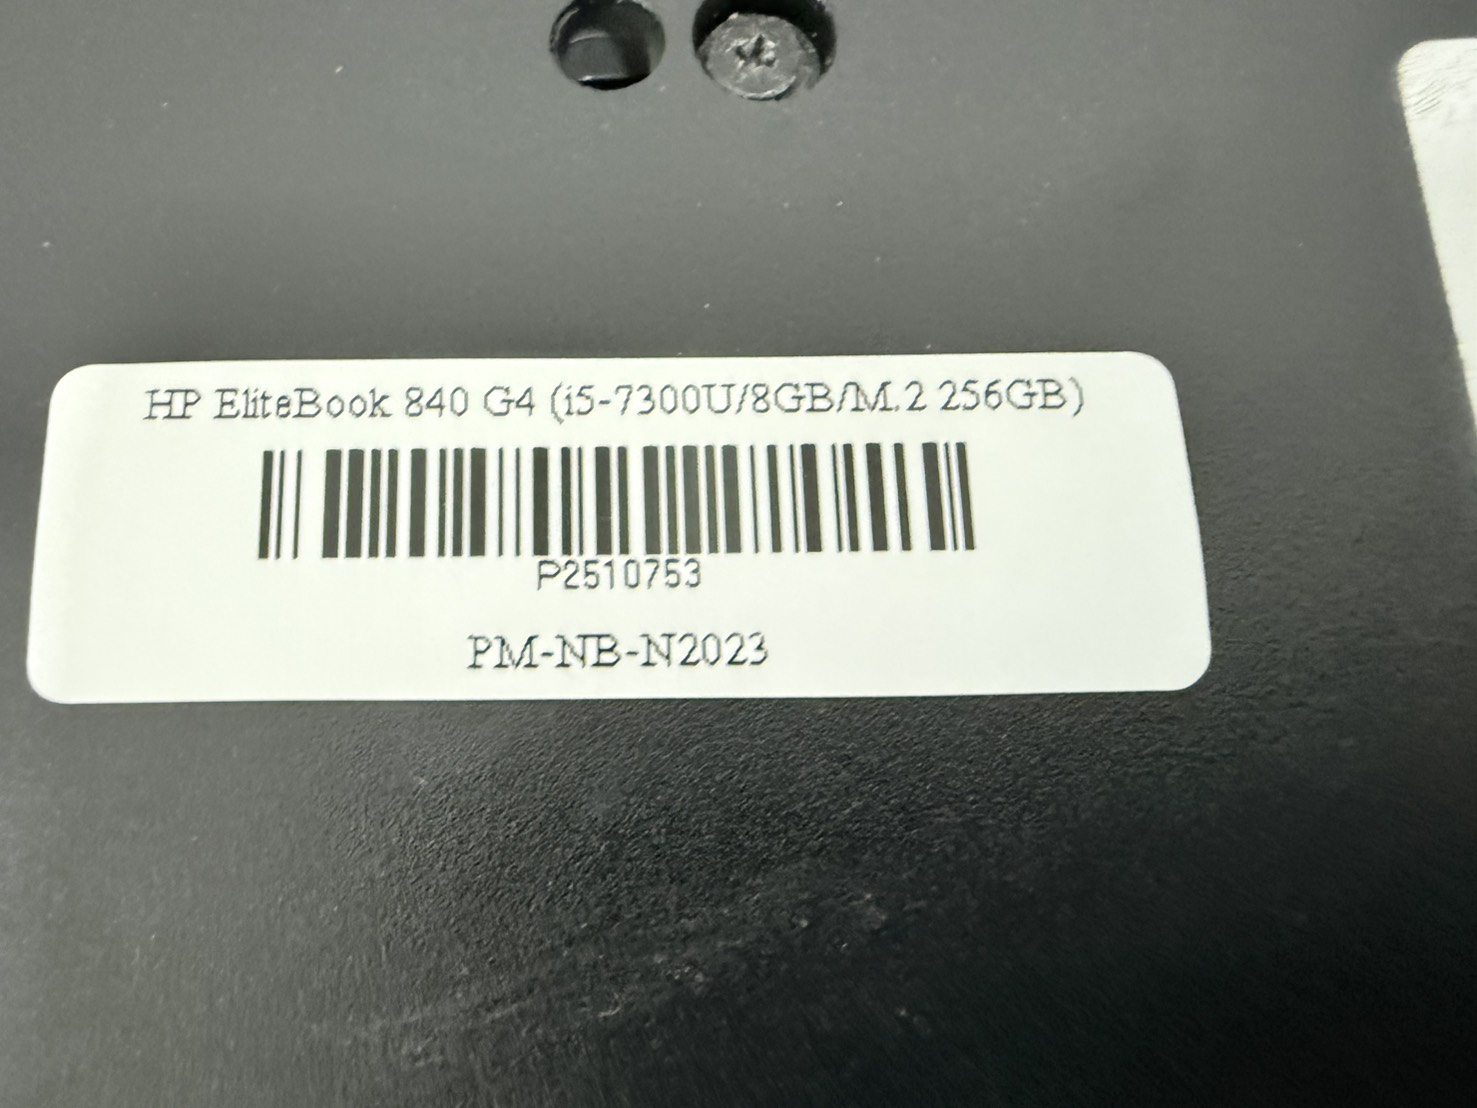 HP EliteBook 840 G4 (i5-7300U/8GB/M.2 256GB)
P2510753
PM-NB-N2023